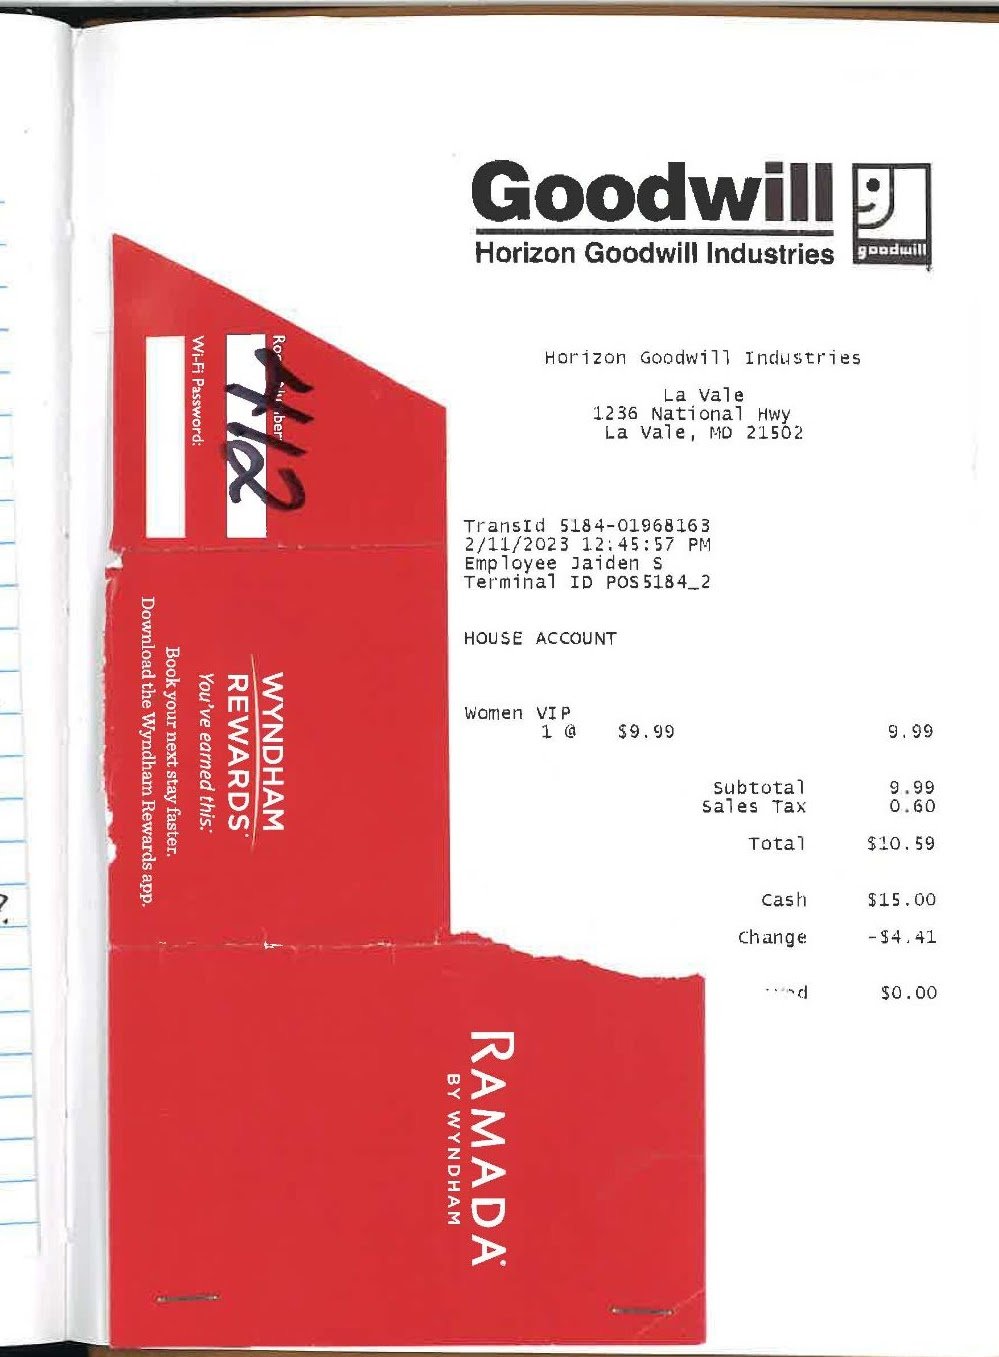 Goodwill
Horizon Goodwill Industries
goodwill
Horizon Goodwill Industries
La Vale
1236 National Hwy
La Vale, MD 21502
TransId 5184-01968163
2/11/2023 12:45:57 PM
Employee Jaiden S
Terminal ID POS5184_2
HOUSE ACCOUNT
Women VIP
1 @ $9.99 9.99
Subtotal 9.99
Sales Tax 0.60
Total $10.59
Cash $15.00
Change -$4.41
$0.00
412
Wi-Fi Password:
WYNDHAM
REWARDS
You've earned this.
Book your next stay faster.
Download the Wyndham Rewards app.
RAMADA
BY WYNDHAM